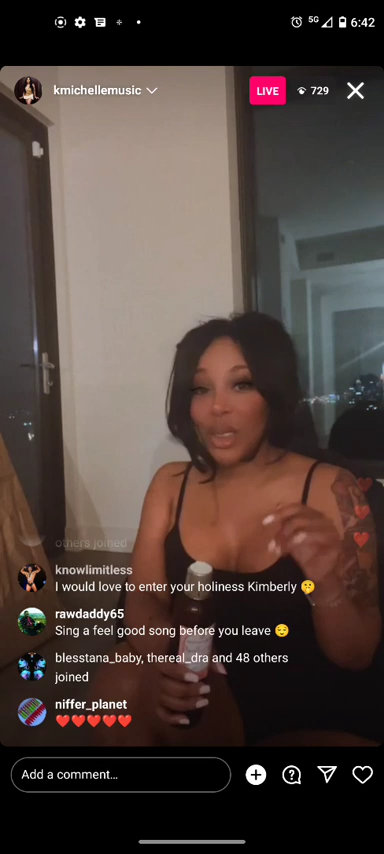 5G 6:42
kmichellemusic LIVE 729
others joined
knowlimitless
I would love to enter your holiness Kimberly 🤫
rawdaddy65
Sing a feel good song before you leave 😌
blesstana_baby, thereal_dra and 48 others
joined
niffer_planet
❤️❤️❤️❤️❤️
Add a comment...